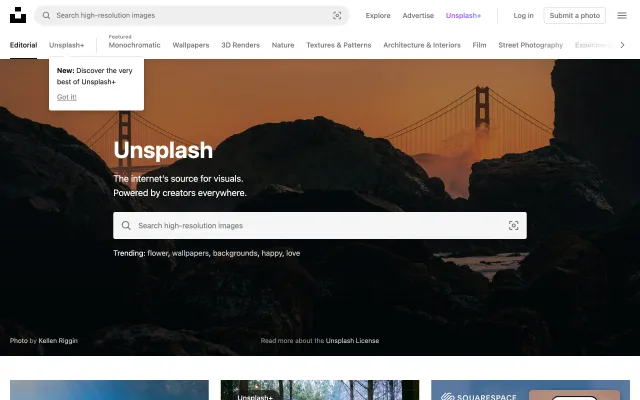 Search high-resolution images
Explore
Advertise
Unsplash+
Log in
Submit a photo
Editorial
Unsplash+
Featured
Monochromatic
Wallpapers
3D Renders
Nature
Textures & Patterns
Architecture & Interiors
Film
Street Photography
New: Discover the very
best of Unsplash+
Got it!
Unsplash
The internet's source for visuals.
Powered by creators everywhere.
Search high-resolution images
Trending: flower, wallpapers, backgrounds, happy, love
Photo by Kellen Riggin
Read more about the Unsplash License
Unsplash+
SQUARESPACE